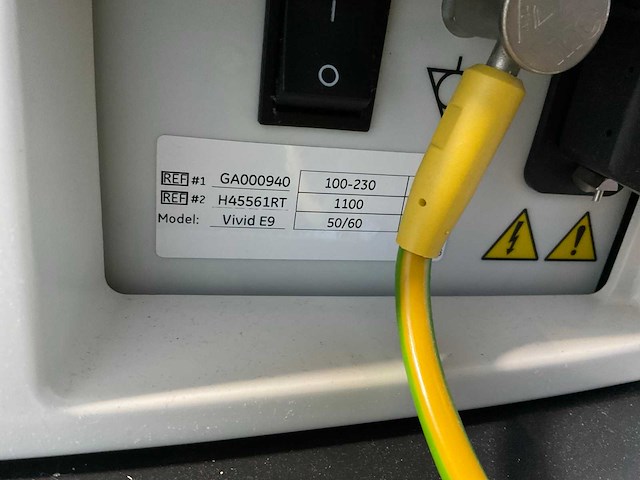 REF #1 GA000940 100-230
REF #2 H45561RT 1100
Model: Vivid E9 50/60